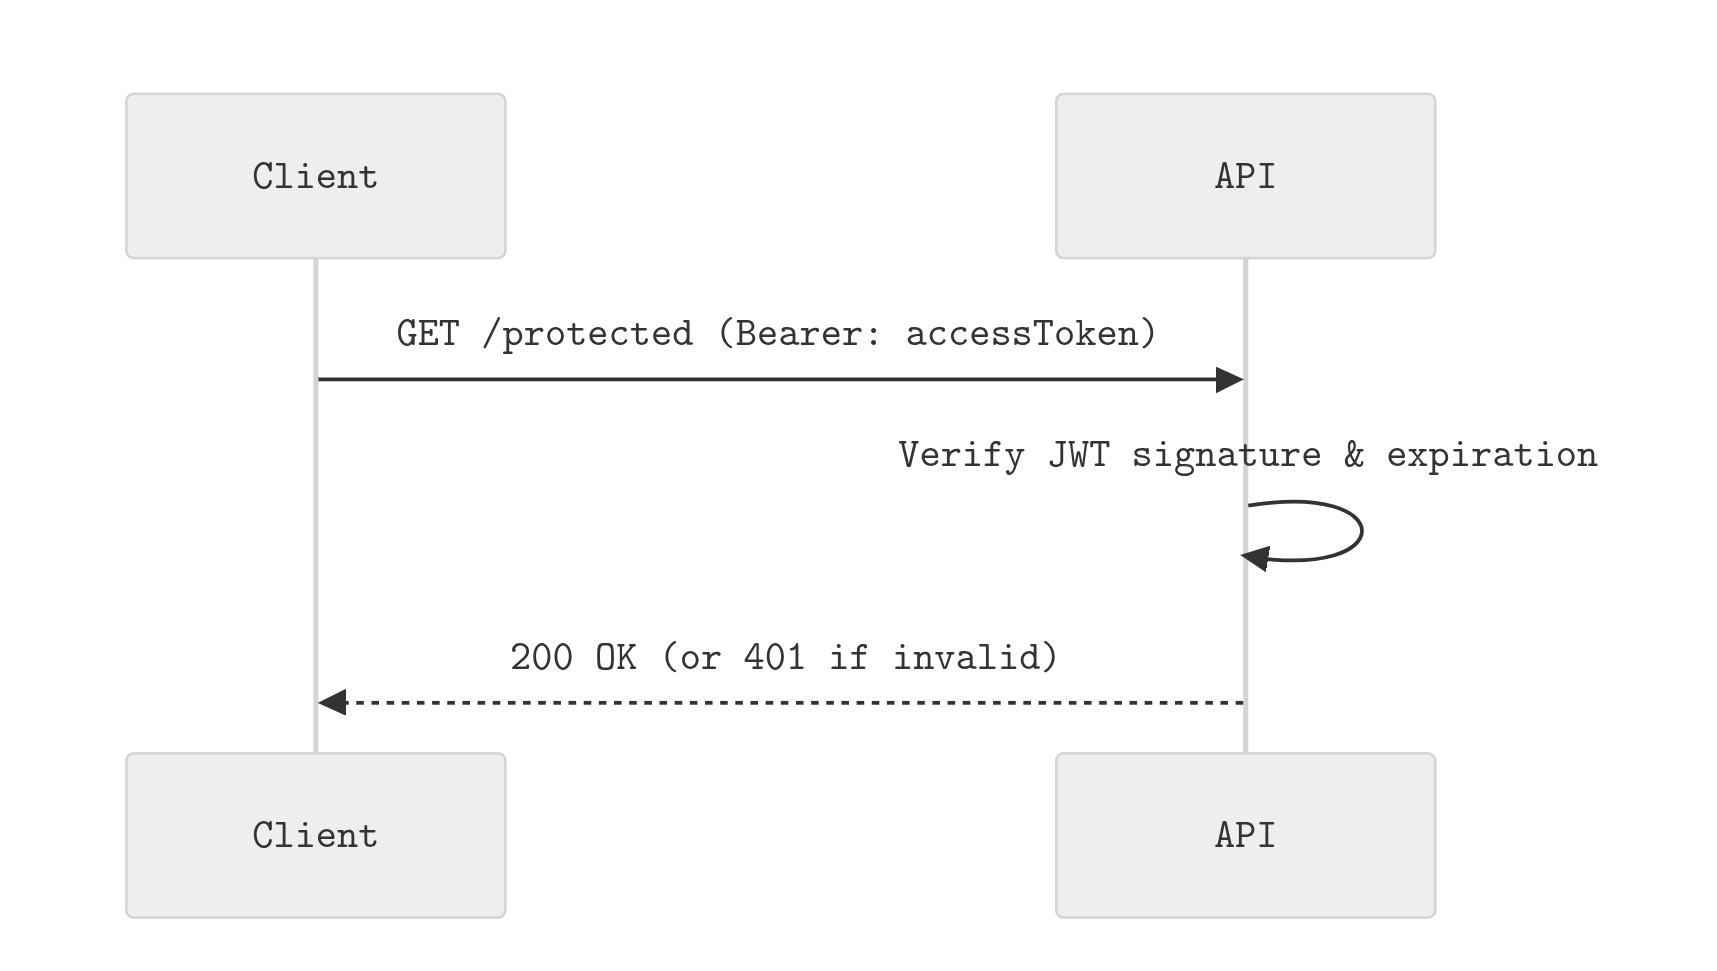 Client
API
GET /protected (Bearer: accessToken)
Verify JWT signature & expiration
200 OK (or 401 if invalid)
Client
API